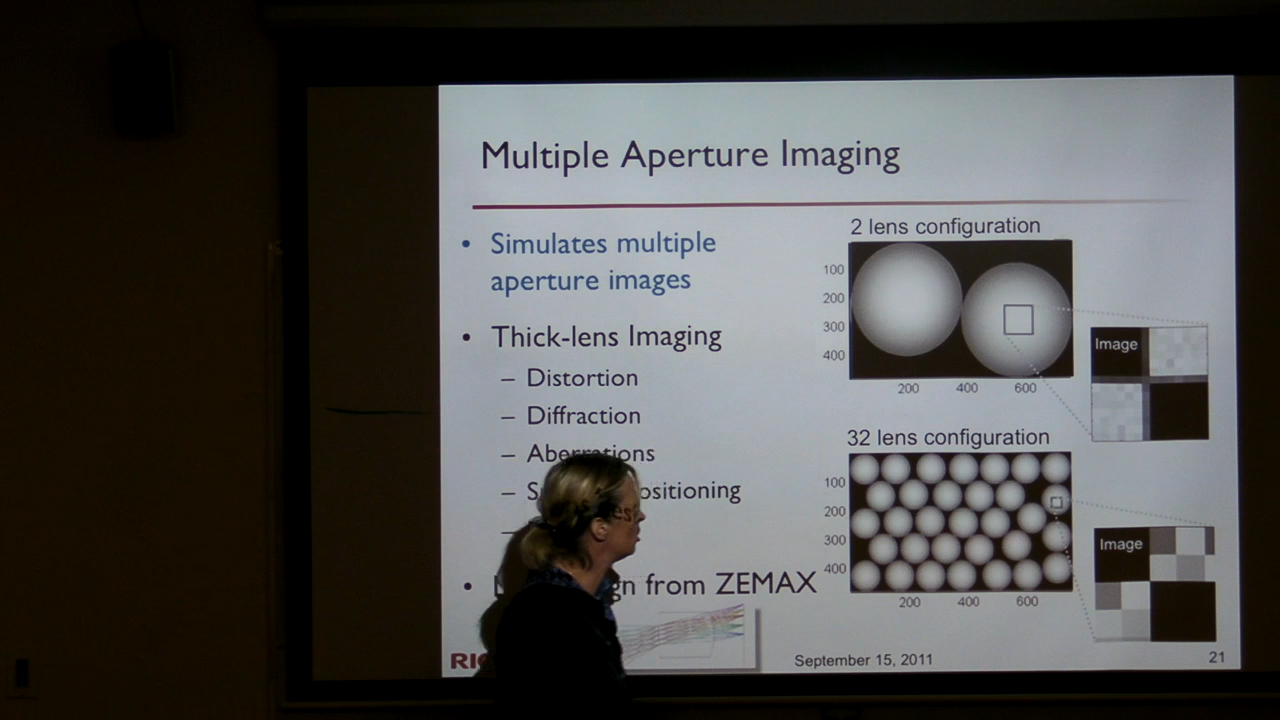 Multiple Aperture Imaging
• Simulates multiple
aperture images
• Thick-lens Imaging
– Distortion
– Diffraction
– Aberrations
– ositioning
–
• gn from ZEMAX
2 lens configuration
100
200
300
400
200 400 600
Image
32 lens configuration
100
200
300
400
200 400 600
Image
RI
September 15, 2011
21